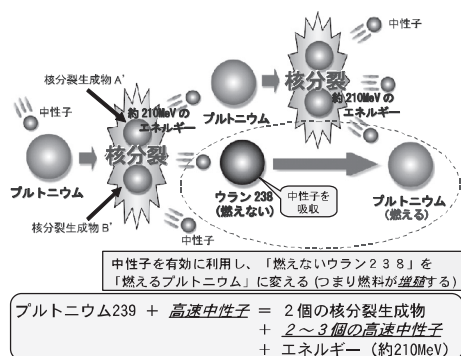 中性子
核分裂生成物 A’
約210MeVの
エネルギー
核分裂
中性子
プルトニウム
核分裂
約210MeVの
エネルギー
プルトニウム
ウラン 238
(燃えない)
中性子を
吸収
プルトニウム
(燃える)
核分裂生成物 B’
中性子
中性子を有効に利用し、「燃えないウラン238」を
「燃えるプルトニウム」に変える(つまり燃料が増殖する)
プルトニウム239 + 高速中性子 = 2個の核分裂生成物
+ 2~3個の高速中性子
+ エネルギー(約210MeV)